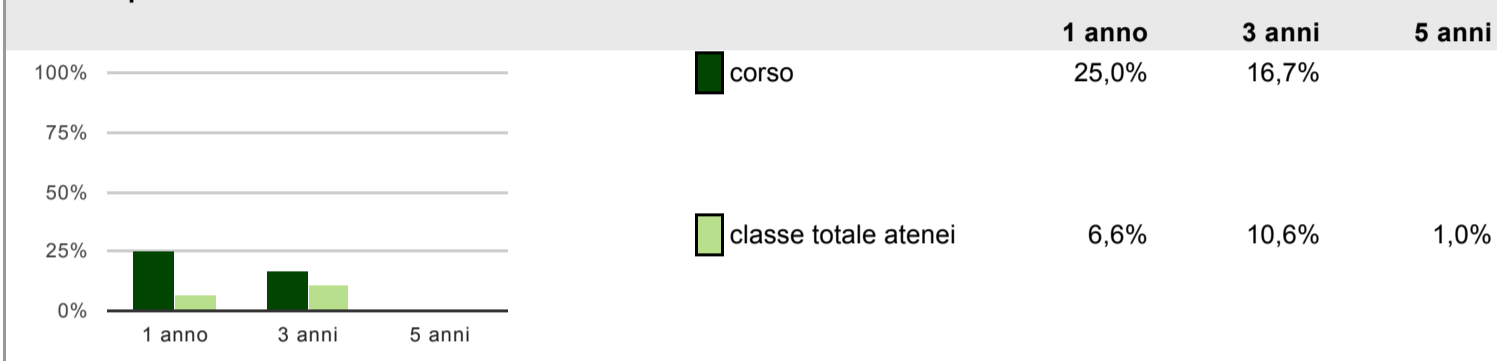 1 anno 3 anni 5 anni
100%
75%
50%
25%
0%
1 anno 3 anni 5 anni
corso 25,0% 16,7%
classe totale atenei 6,6% 10,6% 1,0%